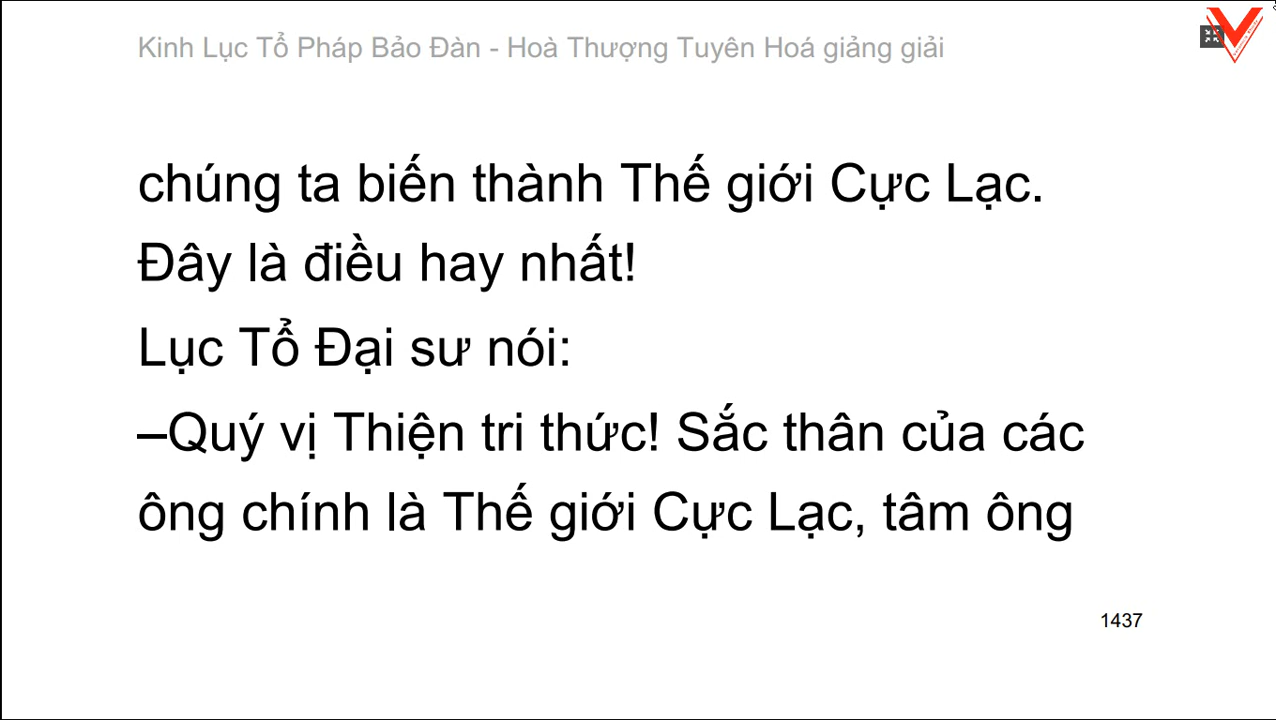 Kinh Lục Tổ Pháp Bảo Đàn - Hoà Thượng Tuyên Hoá giảng giải
chúng ta biến thành Thế giới Cực Lạc.
Đây là điều hay nhất!
Lục Tổ Đại sư nói:
–Quý vị Thiện tri thức! Sắc thân của các
ông chính là Thế giới Cực Lạc, tâm ông
1437